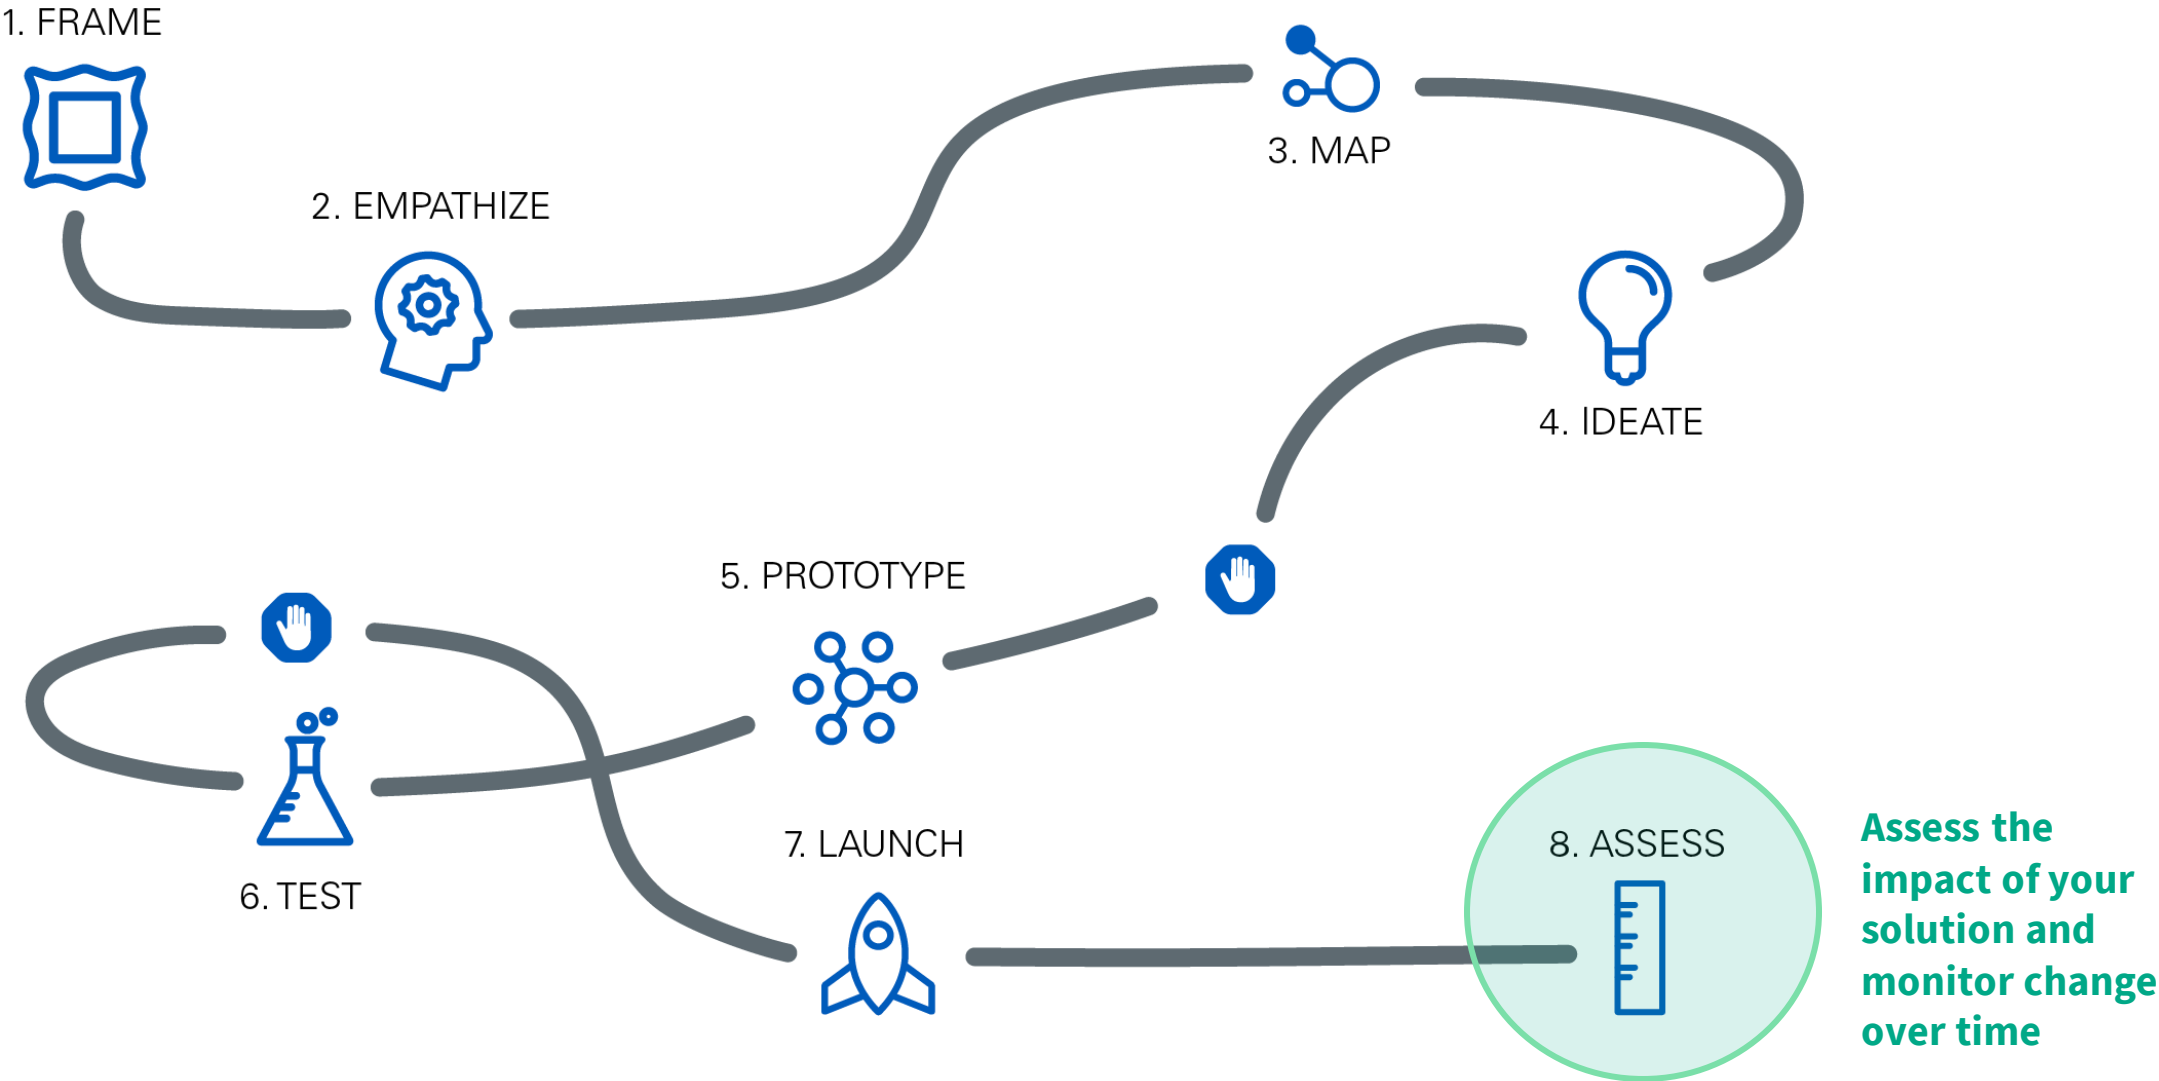 1. FRAME
2. EMPATHIZE
3. MAP
4. IDEATE
5. PROTOTYPE
6. TEST
7. LAUNCH
8. ASSESS
Assess the
impact of your
solution and
monitor change
over time